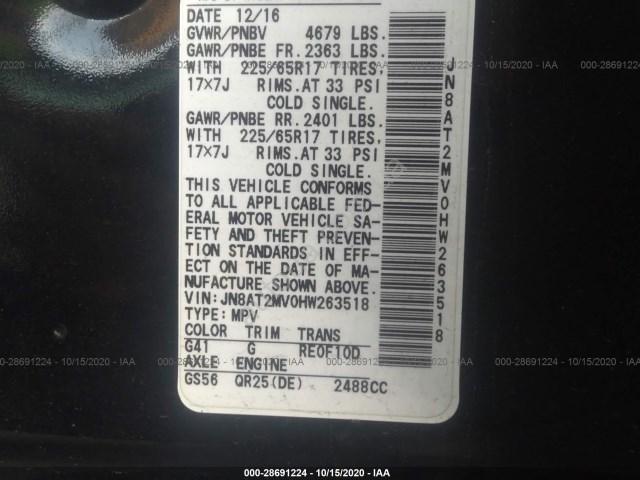 DATE 12/16
GVWR/PNBV 4679 LBS.
GAWR/PNBE FR. 2363 LBS.
WITH 225/65R17 TIRES,
17×7J RIMS. AT 33 PSI
COLD SINGLE.
GAWR/PNBE RR. 2401 LBS.
WITH 225/65R17 TIRES,
17×7J RIMS. AT 33 PSI
COLD SINGLE.
THIS VEHICLE CONFORMS
TO ALL APPLICABLE FED-
ERAL MOTOR VEHICLE SA-
FETY AND THEFT PREVEN-
TION STANDARDS IN EFF-
ECT ON THE DATE OF MA-
NUFACTURE SHOWN ABOVE.
VIN: JN8AT2MV0HW263518
TYPE: MPV
COLOR TRIM TRANS
G41 G RE0F10D
AXLE ENGINE
GS56 QR25(DE) 2488CC
JN8AT2MV0HW263518
000-28691224 - 10/15/2020 - IAA
000-28691224 - 10/15/2020 - IAA
000-28691224 - 10/15/2020 - IAA
000-28691224 - 10/15/2020 - IAA
000-28691224 - 10/15/2020 - IAA